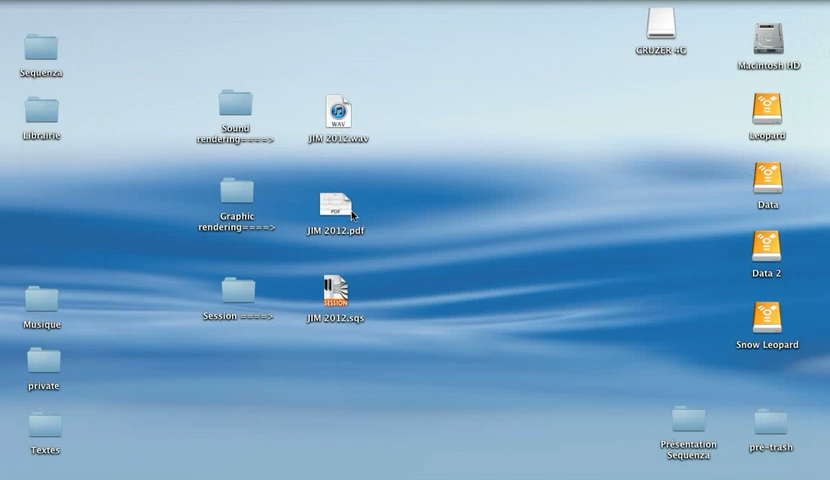 CRUZER 4G
Macintosh HD
Sequenza
Librairie
Sound
rendering====>
WAV
JIM 2012.wav
Leopard
Graphic
rendering====>
PDF
JIM 2012.pdf
Data
Data 2
Musique
Session ====>
SESSION
JIM 2012.sqs
Snow Leopard
private
Textes
Présentation
Sequenza
pre-trash